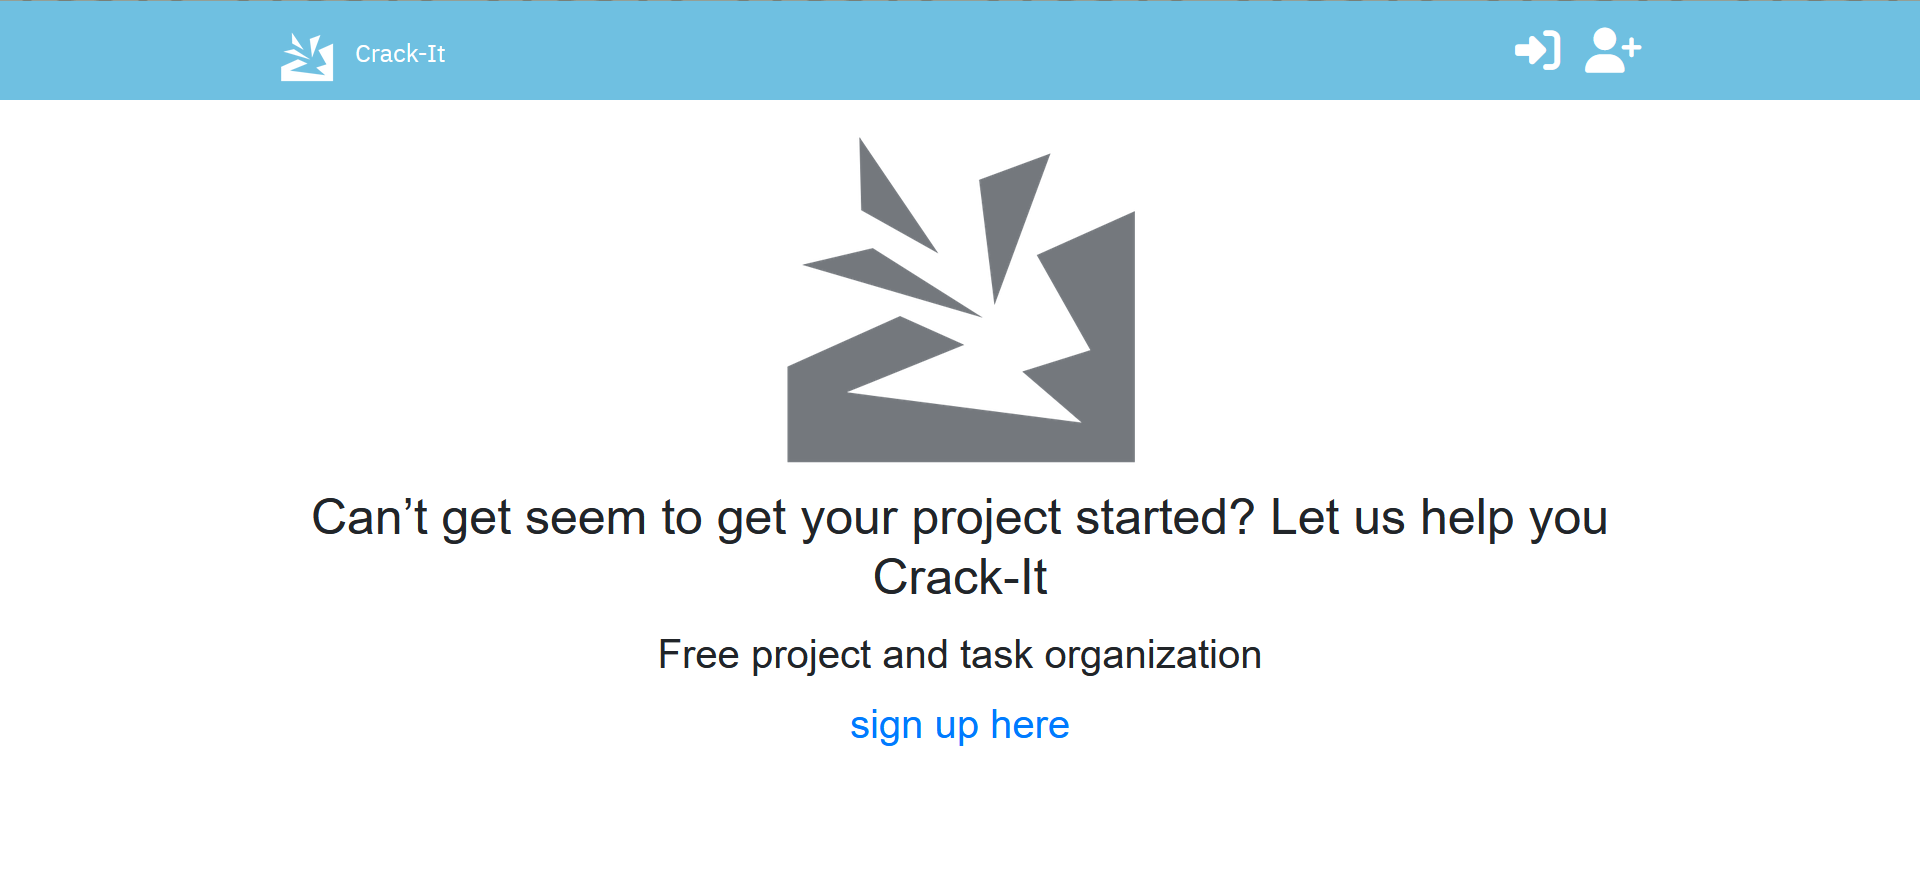 Crack-It
Can’t get seem to get your project started? Let us help you
Crack-It
Free project and task organization
sign up here